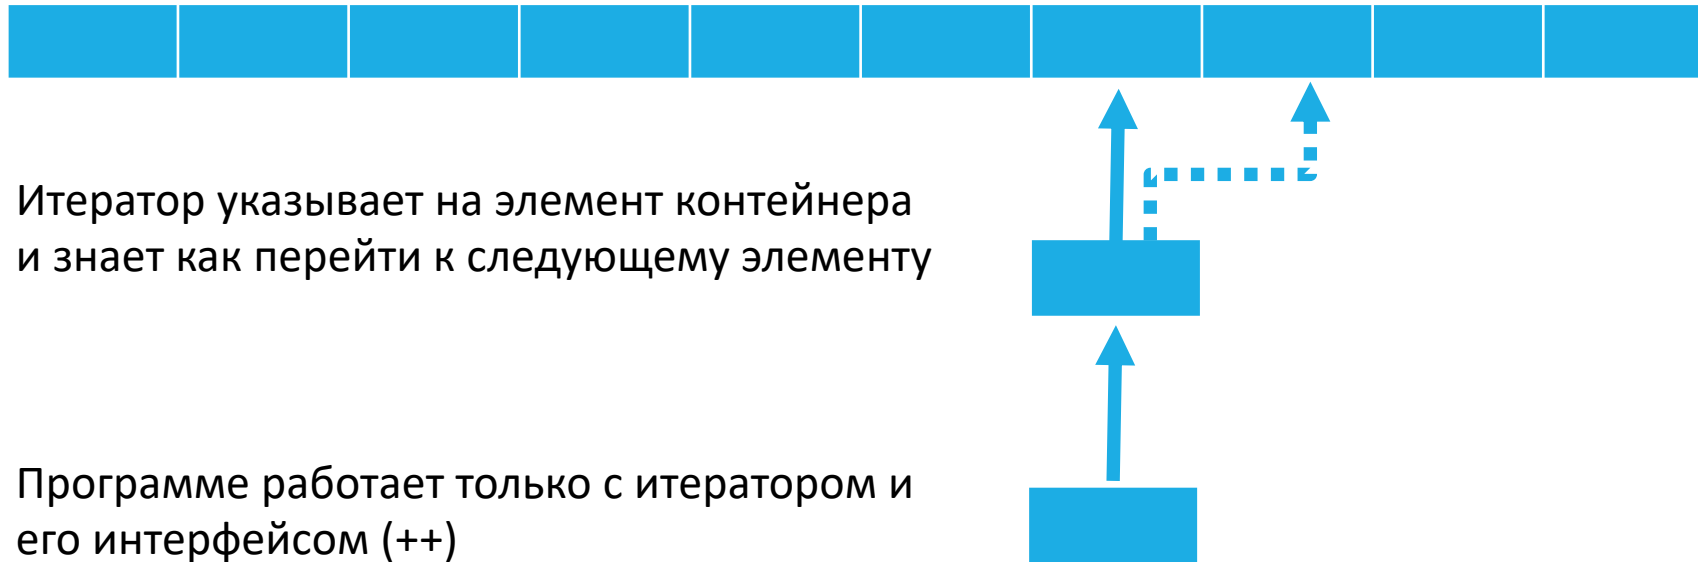 Итератор указывает на элемент контейнера
и знает как перейти к следующему элементу
Программе работает только с итератором и
его интерфейсом (++)